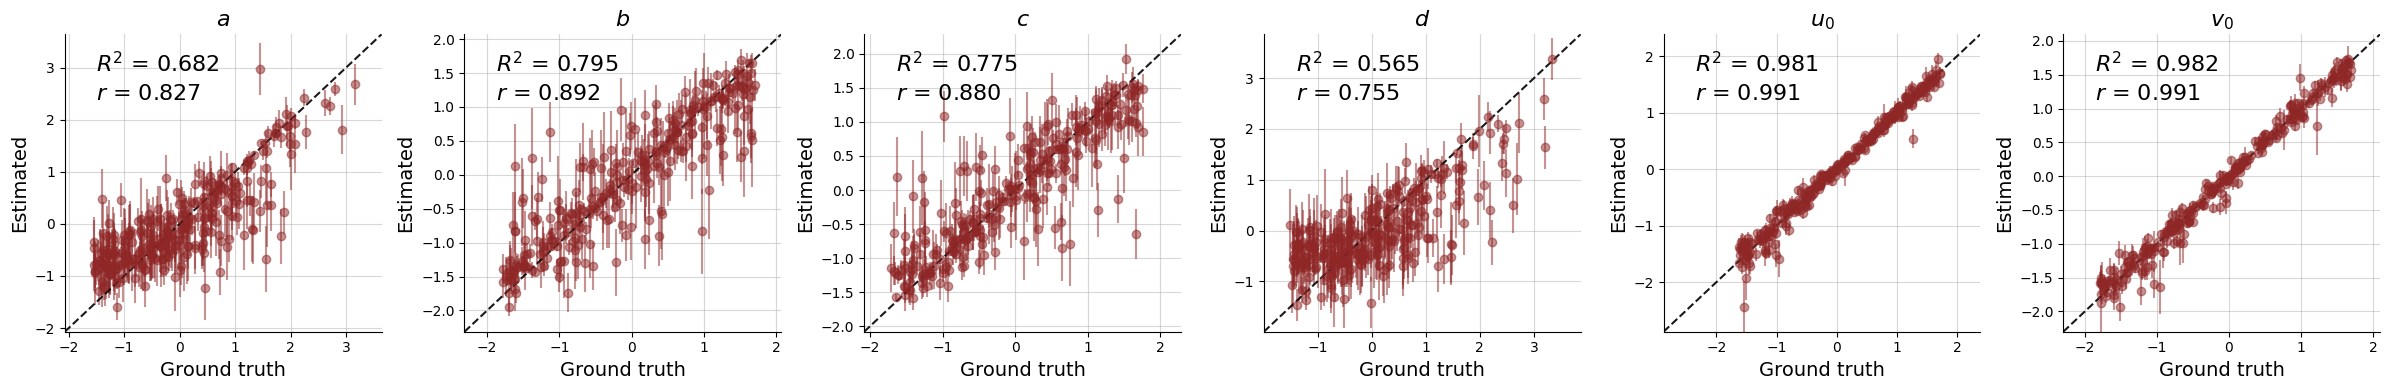 a
R² = 0.682
r = 0.827
Estimated
3
2
1
0
−1
−2
−2 −1 0 1 2 3
Ground truth
b
R² = 0.795
r = 0.892
Estimated
2.0
1.5
1.0
0.5
0.0
−0.5
−1.0
−1.5
−2.0
−2 −1 0 1 2
Ground truth
c
R² = 0.775
r = 0.880
Estimated
2.0
1.5
1.0
0.5
0.0
−0.5
−1.0
−1.5
−2.0
−2 −1 0 1 2
Ground truth
d
R² = 0.565
r = 0.755
Estimated
3
2
1
0
−1
−1 0 1 2 3
Ground truth
u₀
R² = 0.981
r = 0.991
Estimated
2
1
0
−1
−2
−2 −1 0 1 2
Ground truth
v₀
R² = 0.982
r = 0.991
Estimated
2.0
1.5
1.0
0.5
0.0
−0.5
−1.0
−1.5
−2.0
−2 −1 0 1 2
Ground truth